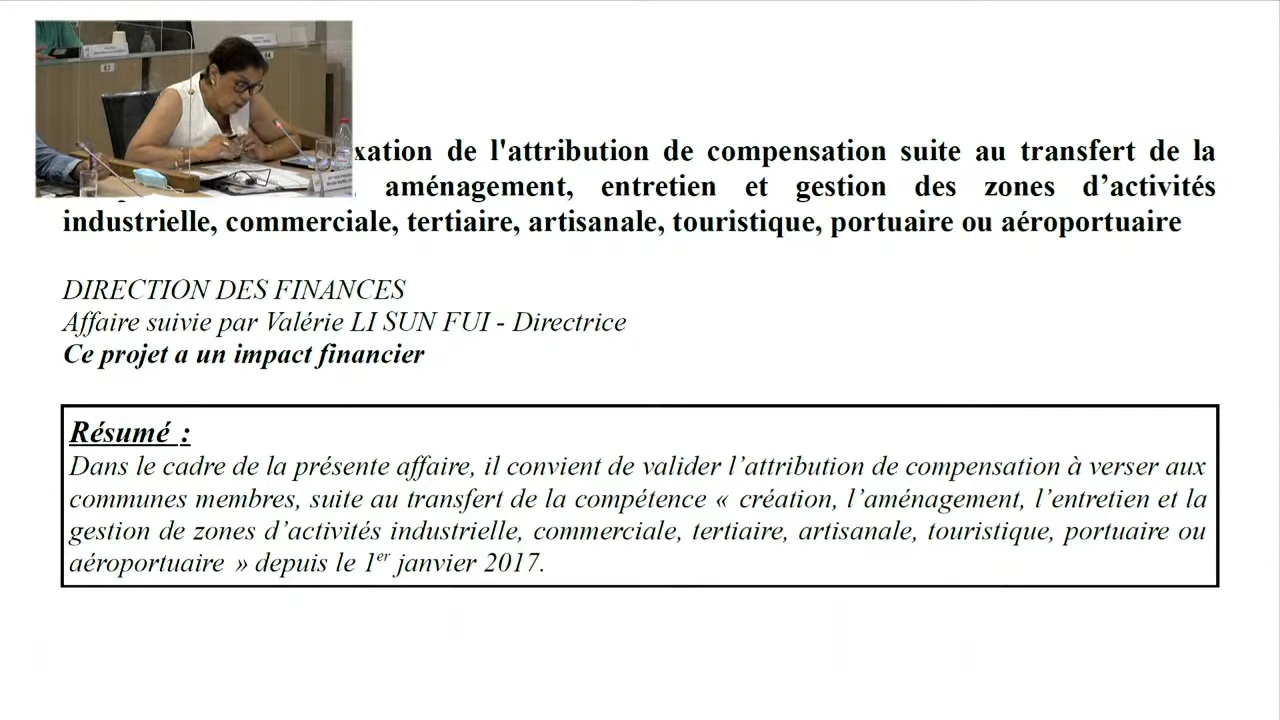 de l'attribution de compensation suite au transfert de la
aménagement, entretien et gestion des zones d’activités
industrielle, commerciale, tertiaire, artisanale, touristique, portuaire ou aéroportuaire
DIRECTION DES FINANCES
Affaire suivie par Valérie LI SUN FUI - Directrice
Ce projet a un impact financier
Résumé :
Dans le cadre de la présente affaire, il convient de valider l’attribution de compensation à verser aux
communes membres, suite au transfert de la compétence « création, l’aménagement, l’entretien et la
gestion de zones d’activités industrielle, commerciale, tertiaire, artisanale, touristique, portuaire ou
aéroportuaire » depuis le 1er janvier 2017.